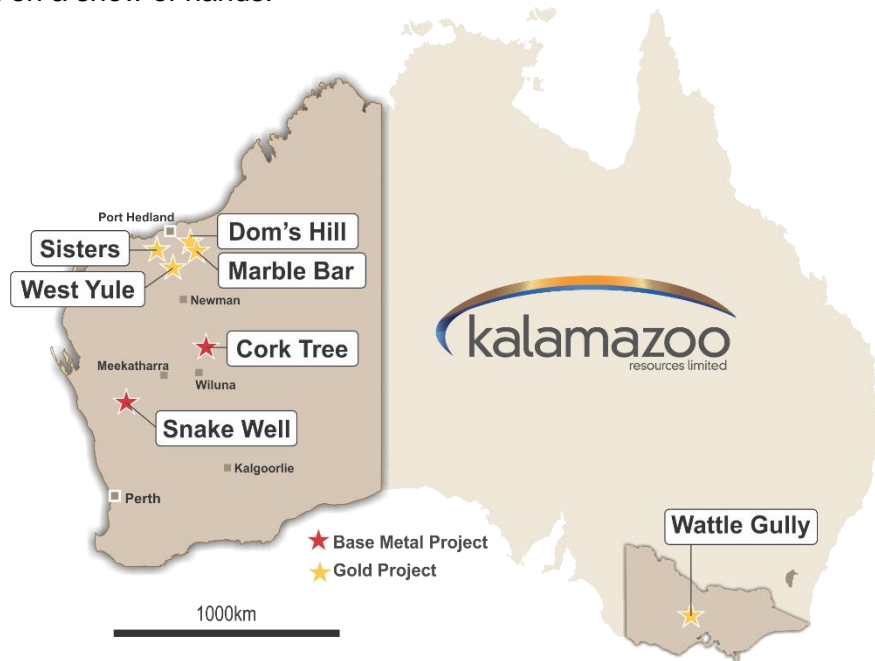 Port Hedland
Dom's Hill
Sisters
Marble Bar
West Yule
Newman
Cork Tree
Meekatharra
Wiluna
Snake Well
Kalgoorlie
Perth
kalamazoo
resources limited
Wattle Gully
Base Metal Project
Gold Project
1000km